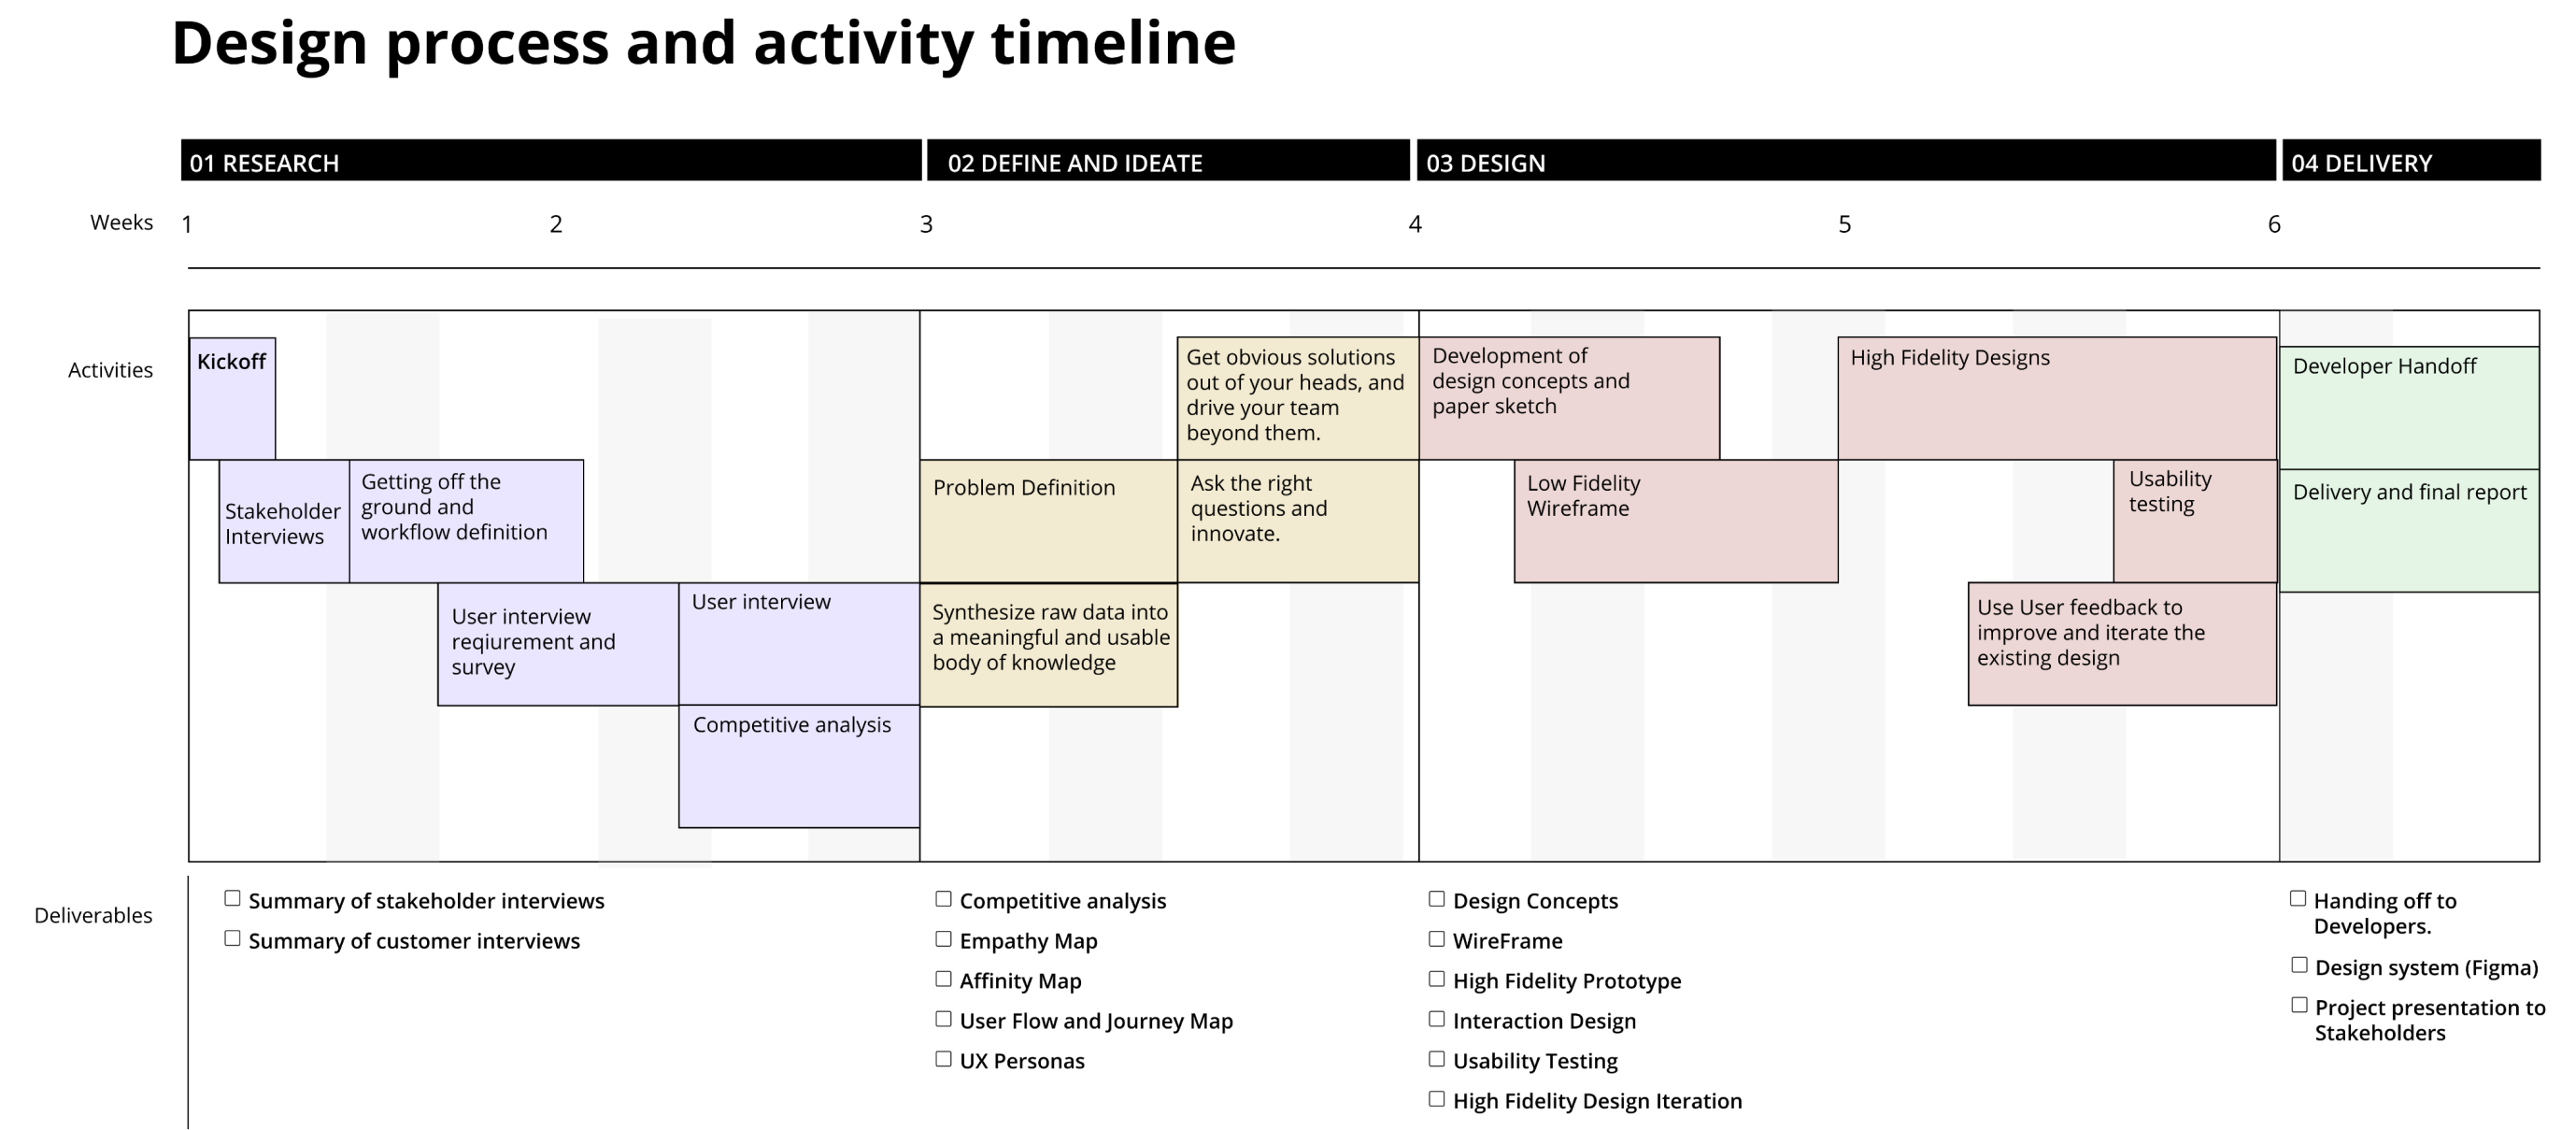 Design process and activity timeline
01 RESEARCH
02 DEFINE AND IDEATE
03 DESIGN
04 DELIVERY
Weeks
1
2
3
4
5
6
Activities
Kickoff
Stakeholder
Interviews
Getting off the
ground and
workflow definition
User interview
reqiurement and
survey
User interview
Competitive analysis
Problem Definition
Synthesize raw data into
a meaningful and usable
body of knowledge
Get obvious solutions
out of your heads, and
drive your team
beyond them.
Ask the right
questions and
innovate.
Development of
design concepts and
paper sketch
Low Fidelity
Wireframe
High Fidelity Designs
Usability
testing
Use User feedback to
improve and iterate the
existing design
Developer Handoff
Delivery and final report
Deliverables
Summary of stakeholder interviews
Summary of customer interviews
Competitive analysis
Empathy Map
Affinity Map
User Flow and Journey Map
UX Personas
Design Concepts
WireFrame
High Fidelity Prototype
Interaction Design
Usability Testing
High Fidelity Design Iteration
Handing off to
Developers.
Design system (Figma)
Project presentation to
Stakeholders